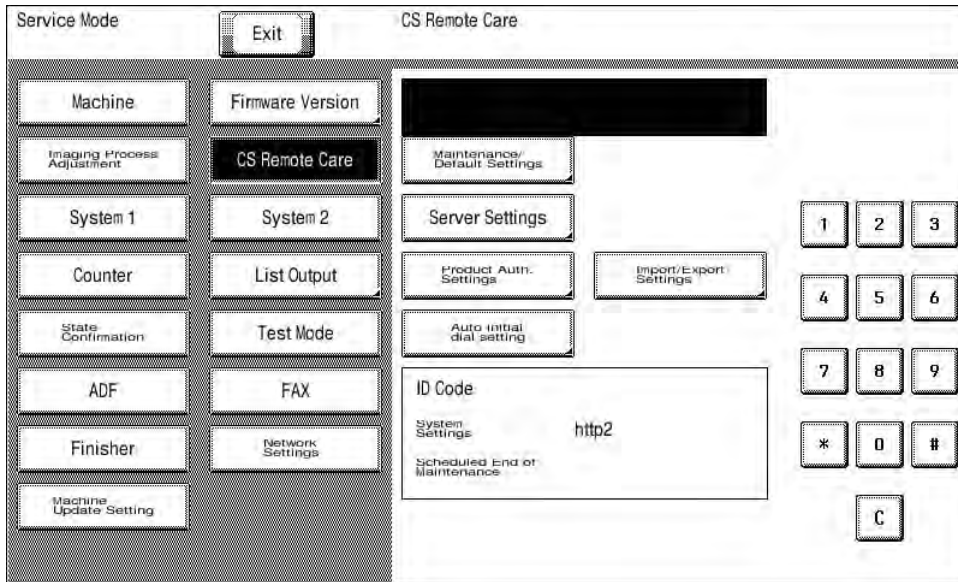 Service Mode
Exit
CS Remote Care
Machine
Firmware Version
Imaging Process
Adjustment
CS Remote Care
Maintenance/
Default Settings
System 1
System 2
Server Settings
Counter
List Output
Product Auth.
Settings
Import/Export
Settings
State
Confirmation
Test Mode
Auto initial
dial setting
ADF
FAX
Finisher
Network
Settings
Machine
Update Setting
ID Code
System
Settings
http2
Scheduled End of
Maintenance
1 2 3
4 5 6
7 8 9
* 0 #
C